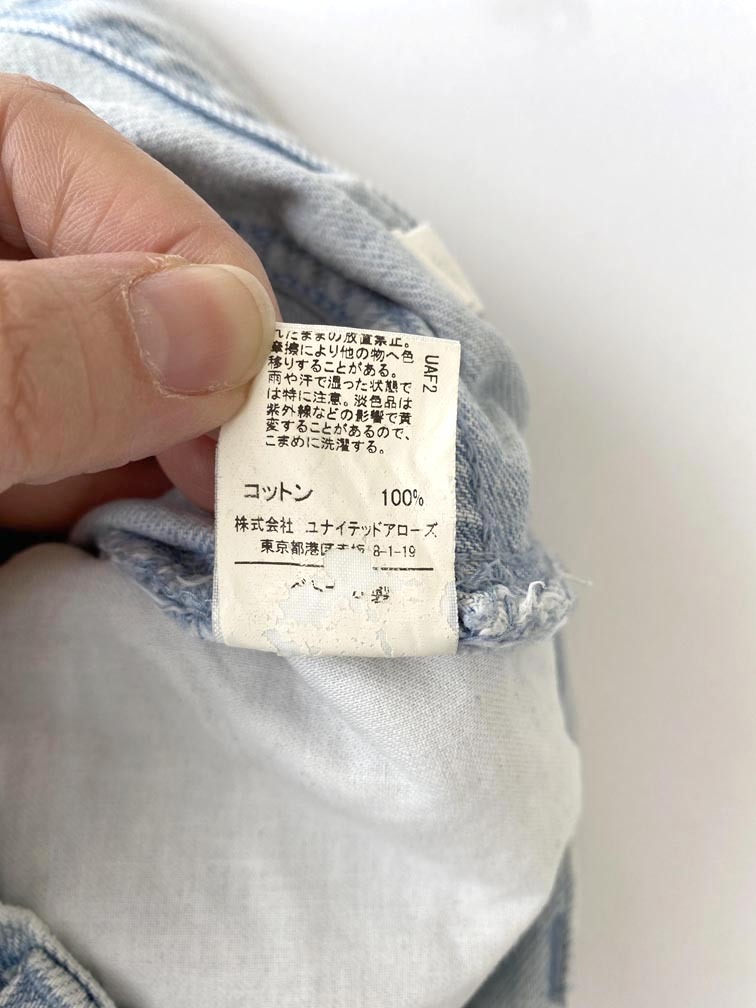 れたままの放置禁止。
摩擦により他の物へ色
移りすることがある。
雨や汗で湿った状態で
は特に注意。淡色品は
紫外線などの影響で黄
変することがあるので、
こまめに洗濯する。
UAF2
コットン 100%
株式会社 ユナイテッドアローズ
東京都港区赤坂 8-1-19